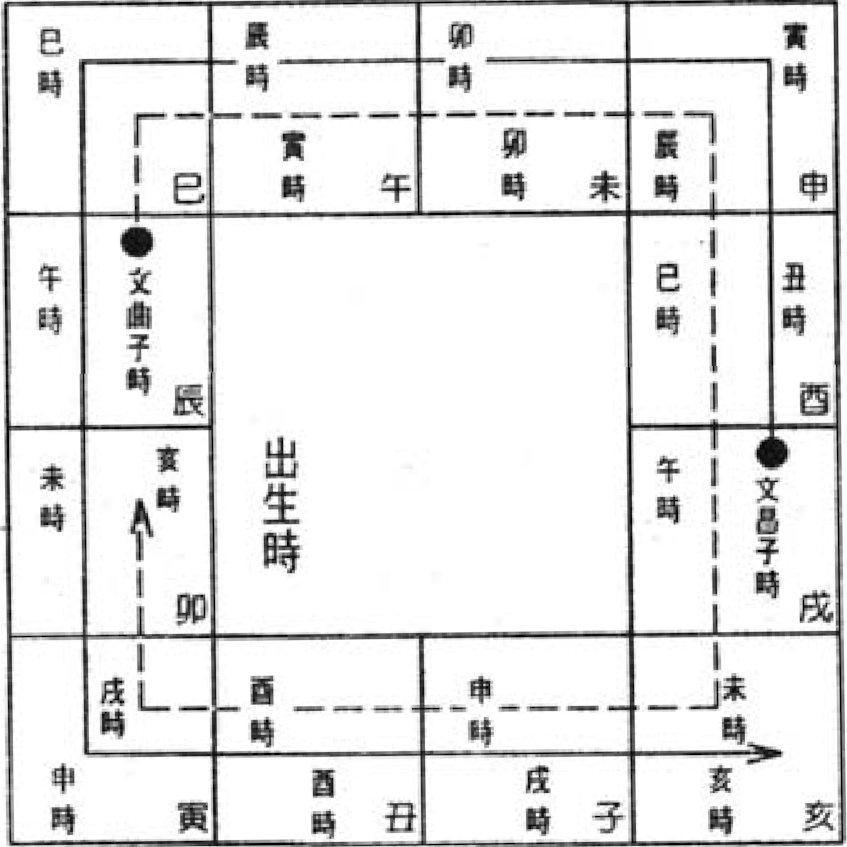 巳時
辰時
卯時
寅時
寅時
卯時
辰時
巳
午
未
申
午時
文曲子時
辰
巳時
丑時
酉
未時
亥時
卯
出生時
午時
文昌子時
戌
戌時
申時
寅
酉時
酉時
丑
申時
戌時
子
未時
亥時
亥